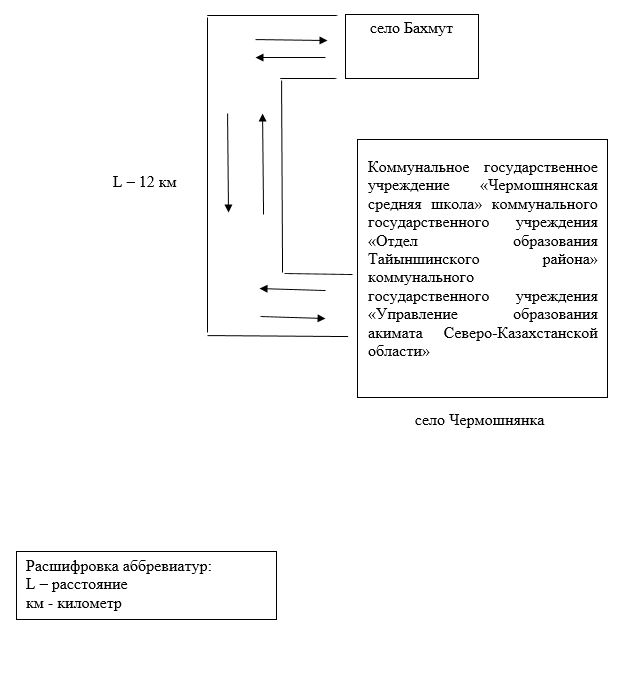 село Бахмут
L – 12 км
Коммунальное государственное
учреждение «Чермошнянская
средняя школа» коммунального
государственного учреждения
«Отдел образования
Тайыншинского района»
коммунального
государственного учреждения
«Управление образования
акимата Северо-Казахстанской
области»
село Чермошнянка
Расшифровка аббревиатур:
L – расстояние
км - километр